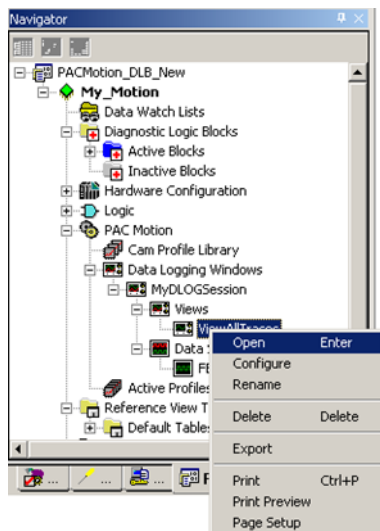 Navigator
PACMotion_DLB_New
My_Motion
Data Watch Lists
Diagnostic Logic Blocks
Active Blocks
Inactive Blocks
Hardware Configuration
Logic
PAC Motion
Cam Profile Library
Data Logging Windows
MyDLOGSession
Views
ViewAllTraces
Data
Active Profiles
Reference View T
Default Table
Open Enter
Configure
Rename
Delete Delete
Export
Print Ctrl+P
Print Preview
Page Setup